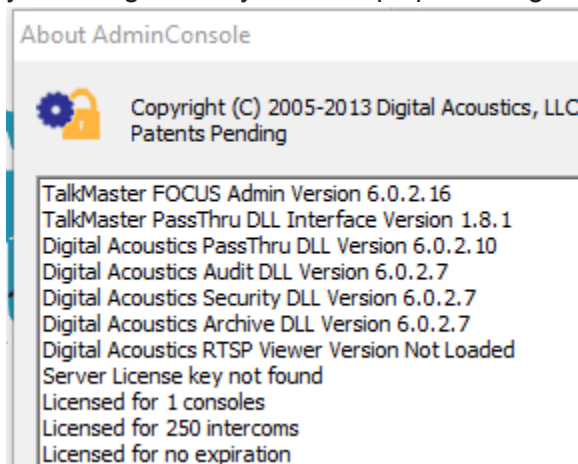 About AdminConsole
Copyright (C) 2005-2013 Digital Acoustics, LLC
Patents Pending
TalkMaster FOCUS Admin Version 6.0.2.16
TalkMaster PassThru DLL Interface Version 1.8.1
Digital Acoustics PassThru DLL Version 6.0.2.10
Digital Acoustics Audit DLL Version 6.0.2.7
Digital Acoustics Security DLL Version 6.0.2.7
Digital Acoustics Archive DLL Version 6.0.2.7
Digital Acoustics RTSP Viewer Version Not Loaded
Server License key not found
Licensed for 1 consoles
Licensed for 250 intercoms
Licensed for no expiration